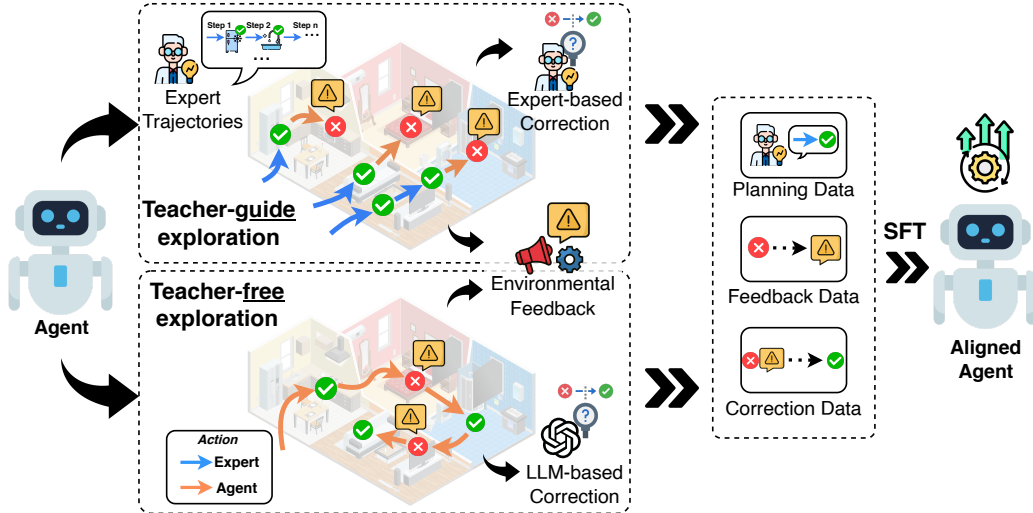 Step 1
Step 2
Step n
...
...
Expert
Trajectories
Expert-based
Correction
Teacher-guide
exploration
Agent
Environmental
Feedback
Teacher-free
exploration
Action
Expert
Agent
LLM-based
Correction
Planning Data
Feedback Data
Correction Data
SFT
Aligned
Agent